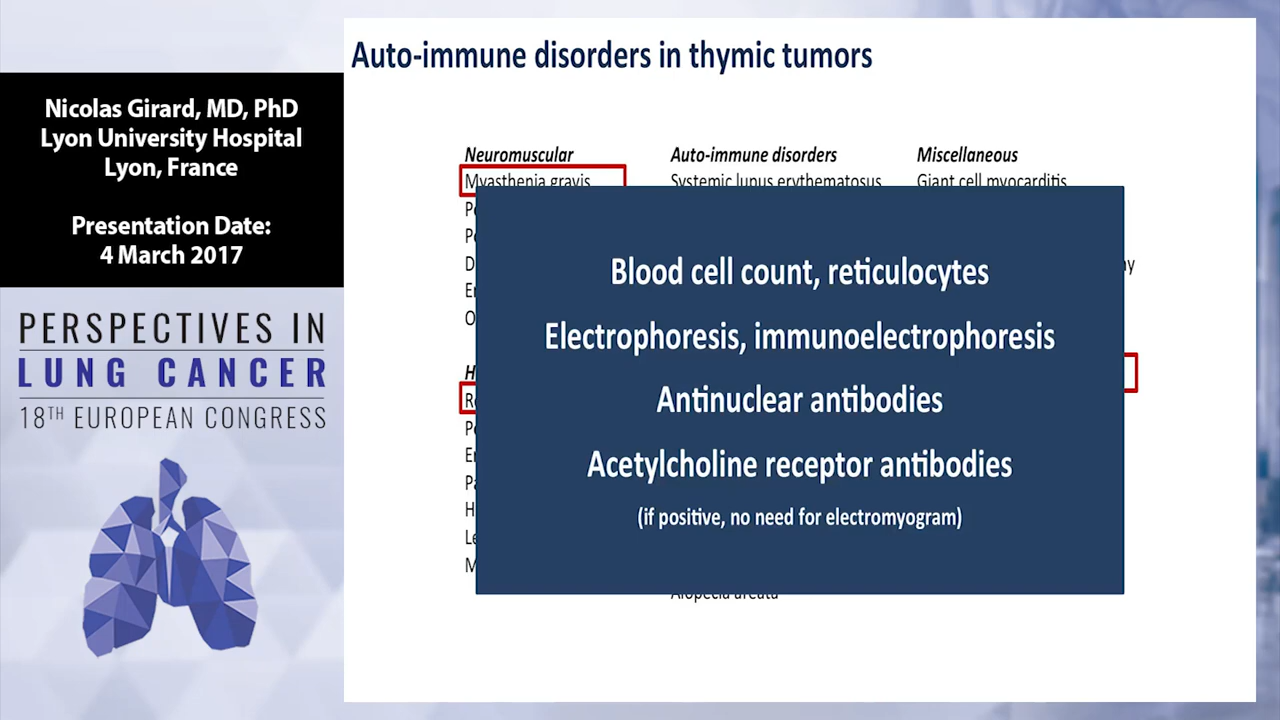 Nicolas Girard, MD, PhD
Lyon University Hospital
Lyon, France
Presentation Date:
4 March 2017
PERSPECTIVES IN
LUNG CANCER
18TH EUROPEAN CONGRESS
Auto-immune disorders in thymic tumors
Neuromuscular
Myasthenia gravis
Auto-immune disorders
Systemic lupus erythematosus
Miscellaneous
Giant cell myocarditis
Blood cell count, reticulocytes
Electrophoresis, immunoelectrophoresis
Antinuclear antibodies
Acetylcholine receptor antibodies
(if positive, no need for electromyogram)
Alopecia areata